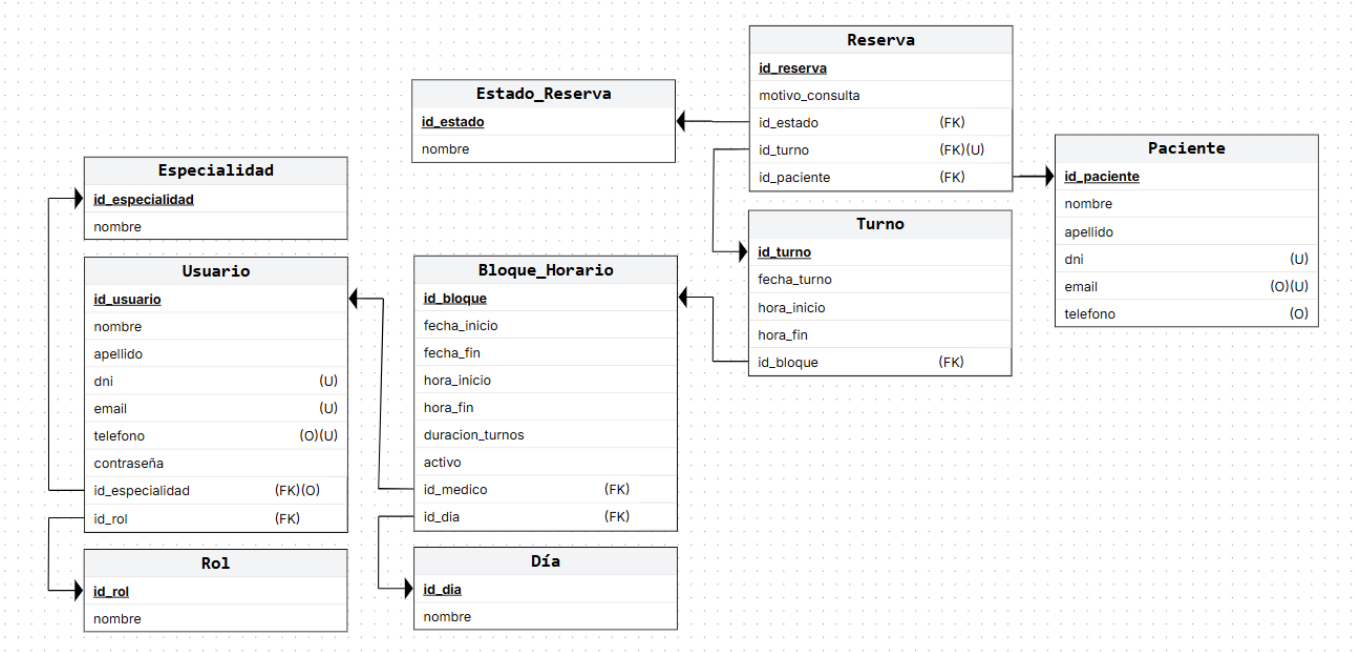 Reserva
id_reserva
motivo_consulta
id_estado (FK)
id_turno (FK)(U)
id_paciente (FK)
Estado_Reserva
id_estado
nombre
Paciente
id_paciente
nombre
apellido
dni (U)
email (O)(U)
telefono (O)
Especialidad
id_especialidad
nombre
Turno
id_turno
fecha_turno
hora_inicio
hora_fin
id_bloque (FK)
Usuario
id_usuario
nombre
apellido
dni (U)
email (U)
telefono (O)(U)
contraseña
id_especialidad (FK)(O)
id_rol (FK)
Bloque_Horario
id_bloque
fecha_inicio
fecha_fin
hora_inicio
hora_fin
duracion_turnos
activo
id_medico (FK)
id_dia (FK)
Rol
id_rol
nombre
Día
id_dia
nombre